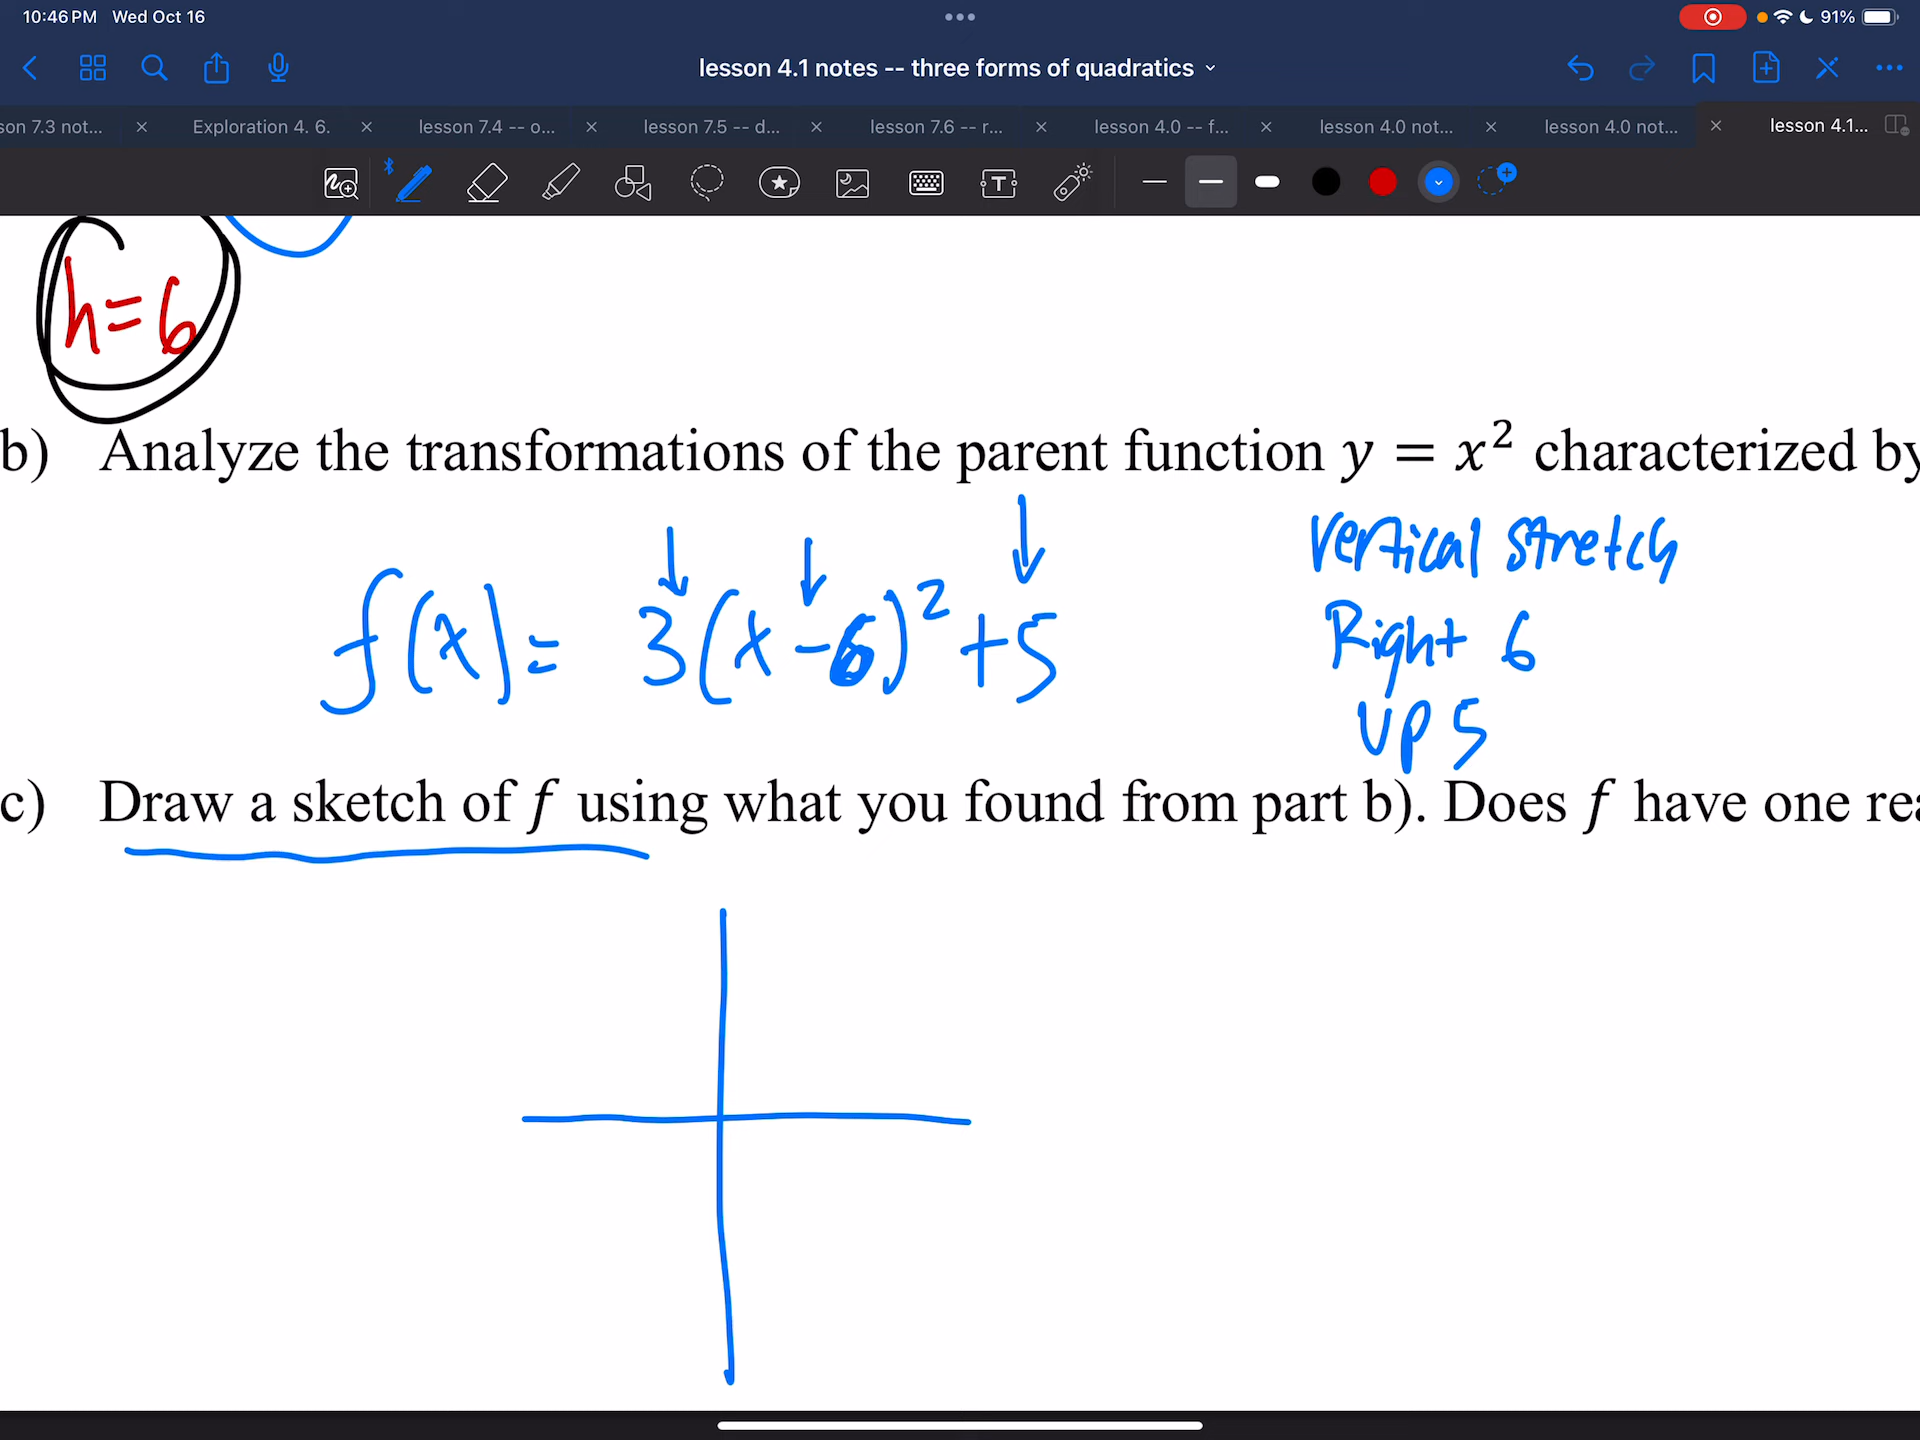 10:46 PM Wed Oct 16
91%
lesson 4.1 notes -- three forms of quadratics
son 7.3 not... Exploration 4. 6. lesson 7.4 -- o... lesson 7.5 -- d... lesson 7.6 -- r... lesson 4.0 -- f... lesson 4.0 not... lesson 4.0 not... lesson 4.1...
h=6
b) Analyze the transformations of the parent function y = x² characterized by
Vertical stretch
f(x)= 3(x-6)²+5
Right 6
Up 5
c) Draw a sketch of f using what you found from part b). Does f have one rea